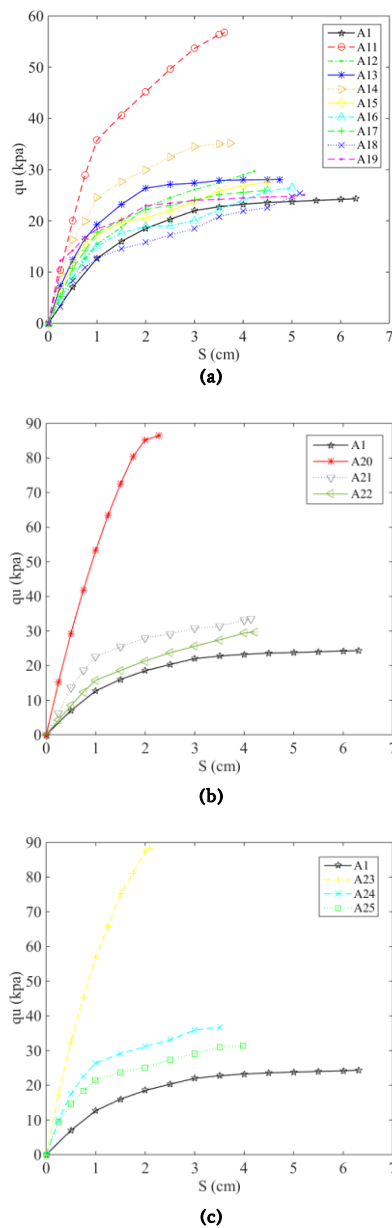 60
50
40
30
20
10
0
qu (kpa)
0 1 2 3 4 5 6 7
S (cm)
A1
A11
A12
A13
A14
A15
A16
A17
A18
A19
(a)
90
80
70
60
50
40
30
20
10
0
qu (kpa)
0 1 2 3 4 5 6 7
S (cm)
A1
A20
A21
A22
(b)
90
80
70
60
50
40
30
20
10
0
qu (kpa)
0 1 2 3 4 5 6 7
S (cm)
A1
A23
A24
A25
(c)